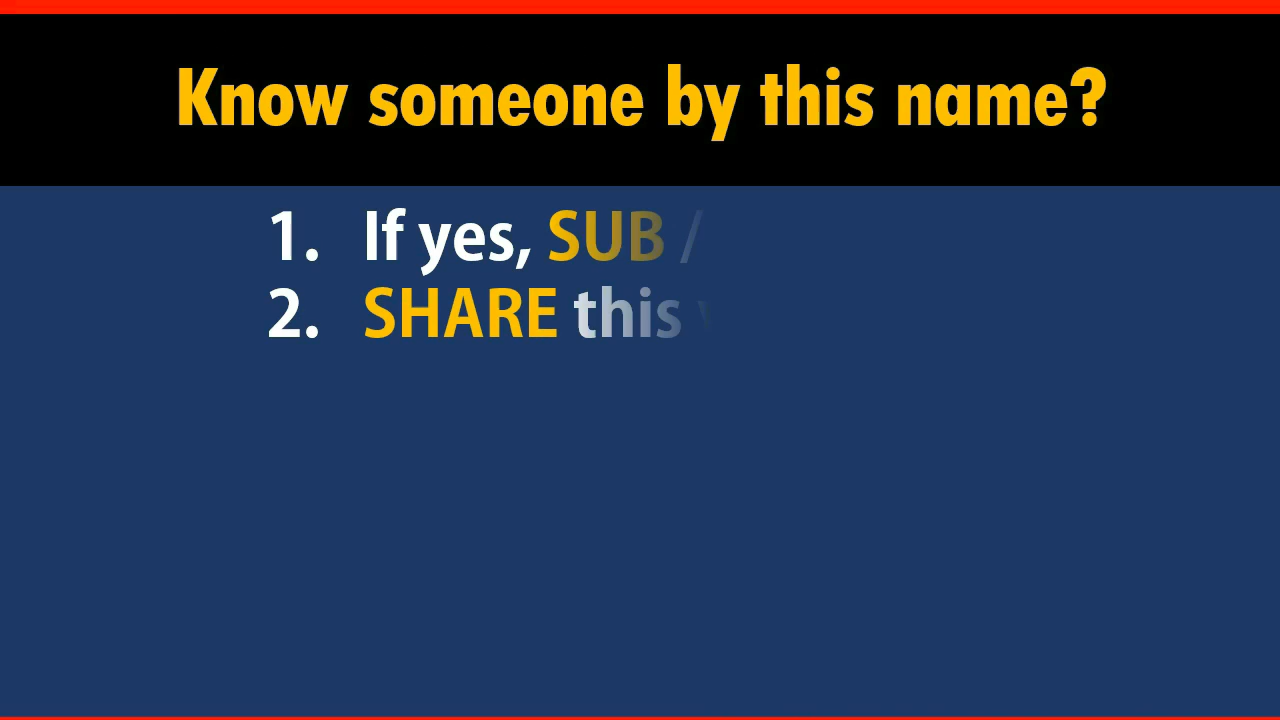 Know someone by this name?
1. If yes, SUB /
2. SHARE this